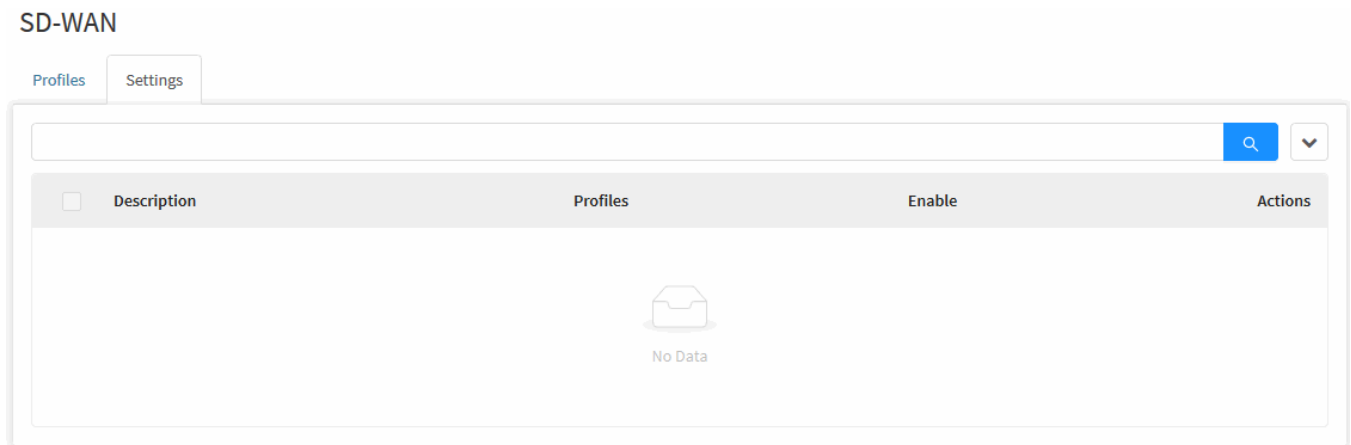 SD-WAN
Profiles Settings
Description Profiles Enable Actions
No Data